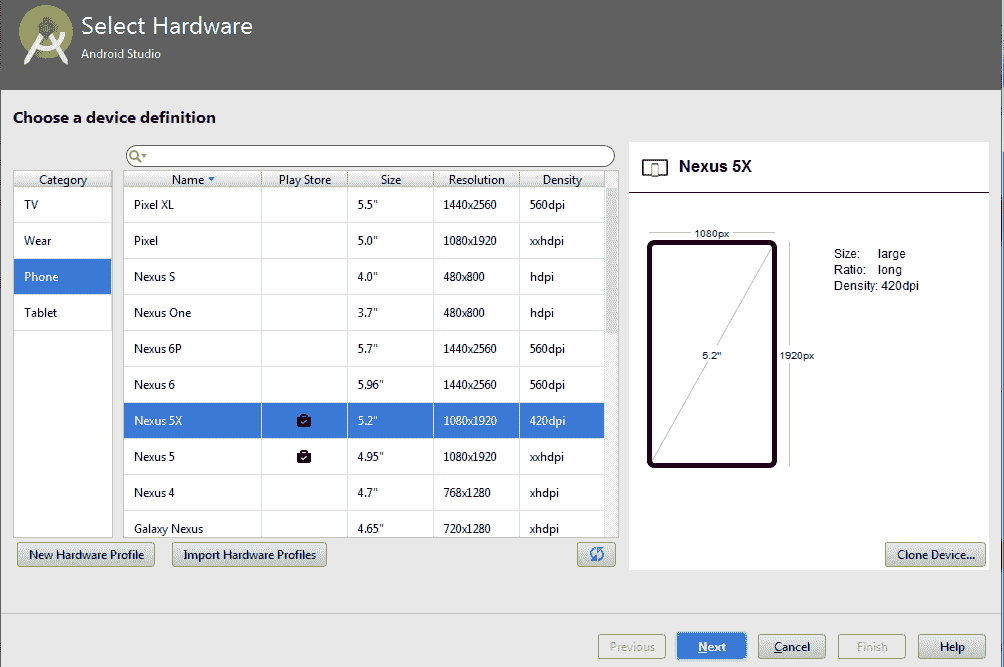 Select Hardware
Android Studio
Choose a device definition
Category
Name Play Store Size Resolution Density
TV
Wear
Phone
Tablet
Pixel XL 5.5" 1440x2560 560dpi
Pixel 5.0" 1080x1920 xxhdpi
Nexus S 4.0" 480x800 hdpi
Nexus One 3.7" 480x800 hdpi
Nexus 6P 5.7" 1440x2560 560dpi
Nexus 6 5.96" 1440x2560 560dpi
Nexus 5X 5.2" 1080x1920 420dpi
Nexus 5 4.95" 1080x1920 xxhdpi
Nexus 4 4.7" 768x1280 xhdpi
Galaxy Nexus 4.65" 720x1280 xhdpi
New Hardware Profile Import Hardware Profiles
Nexus 5X
1080px
5.2"
1920px
Size: large
Ratio: long
Density: 420dpi
Clone Device...
Previous Next Cancel Finish Help